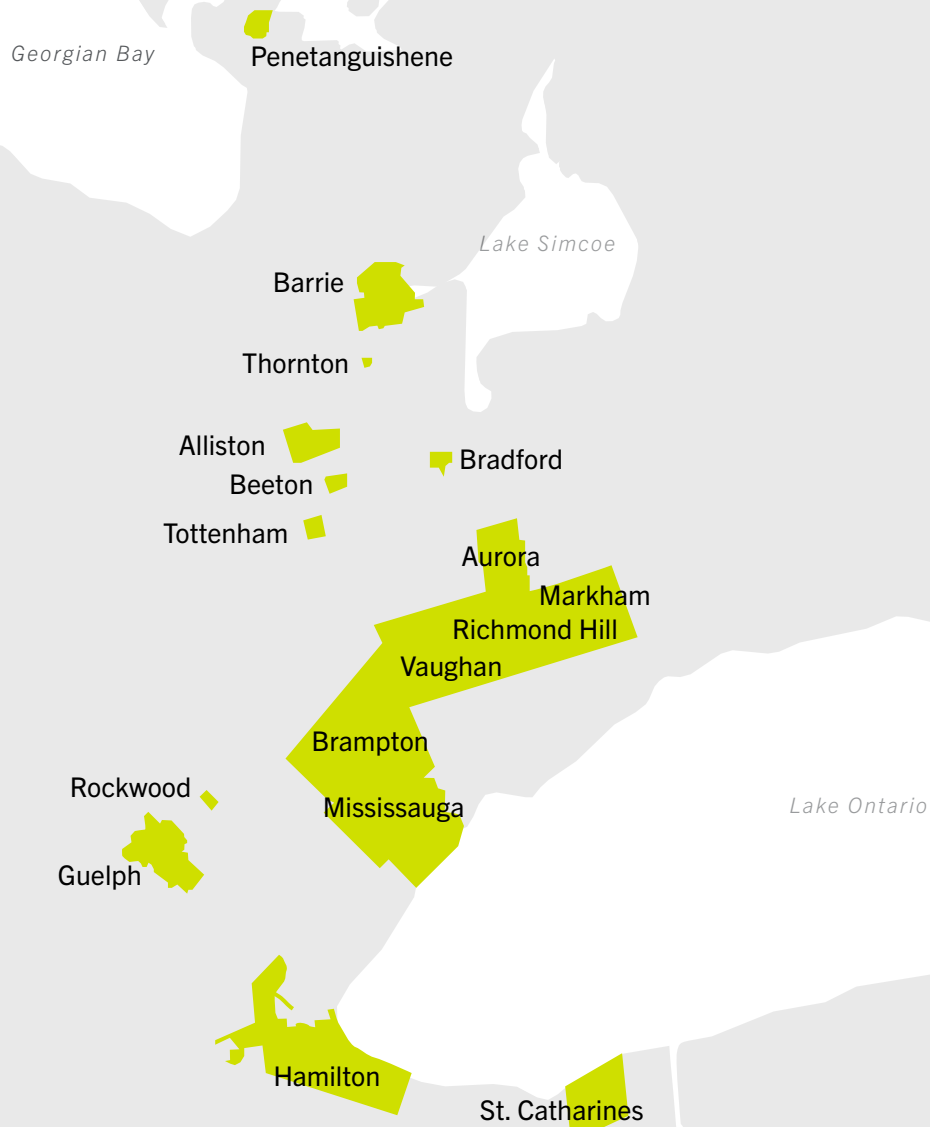 Georgian Bay
Penetanguishene
Lake Simcoe
Barrie
Thornton
Alliston
Bradford
Beeton
Tottenham
Aurora
Markham
Richmond Hill
Vaughan
Brampton
Rockwood
Mississauga
Lake Ontario
Guelph
Hamilton
St. Catharines